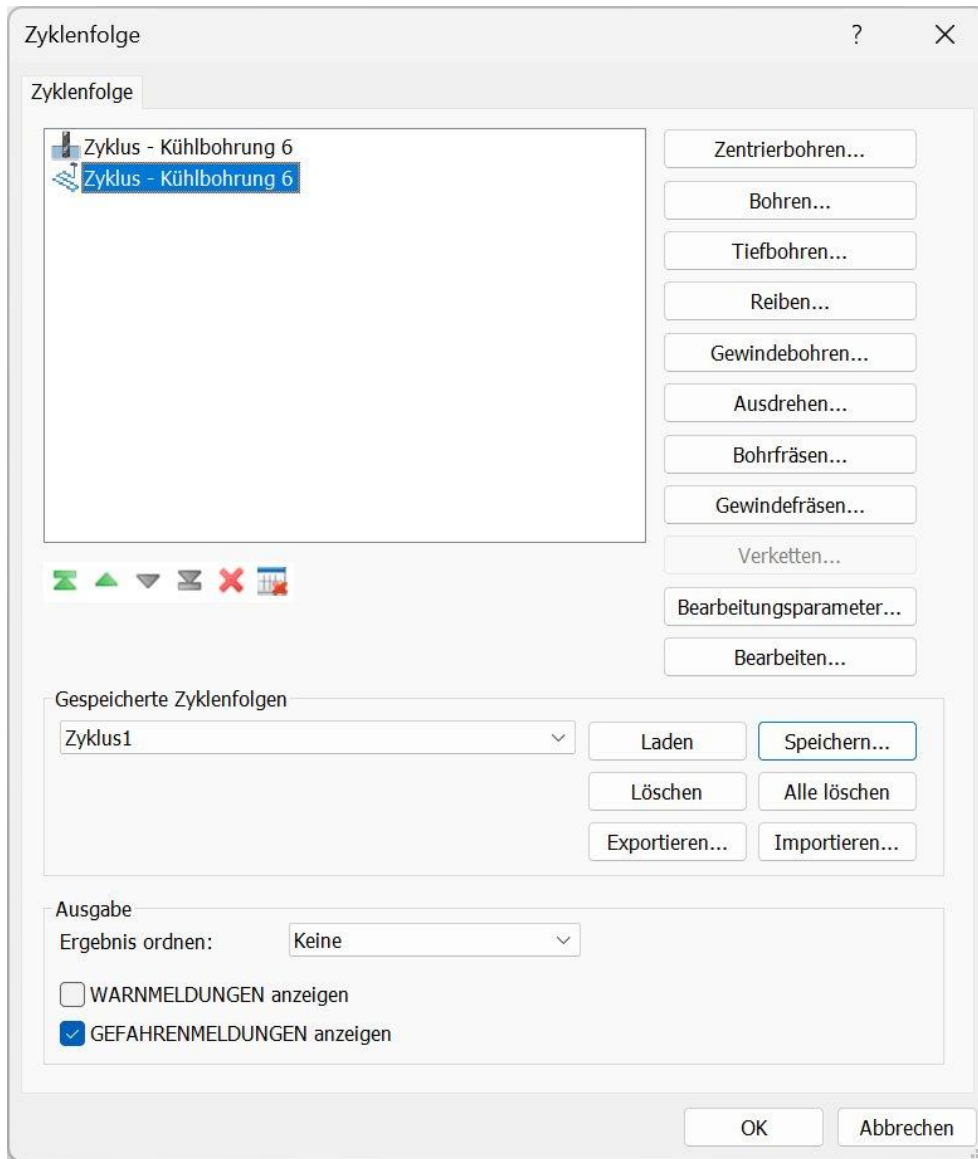 Zyklenfolge
?
Zyklenfolge
Zyklus - Kühlbohrung 6
Zyklus - Kühlbohrung 6
Zentrierbohren...
Bohren...
Tiefbohren...
Reiben...
Gewindebohren...
Ausdrehen...
Bohrfräsen...
Gewindefräsen...
Verketten...
Bearbeitungsparameter...
Bearbeiten...
Gespeicherte Zyklenfolgen
Zyklus1
Laden
Speichern...
Löschen
Alle löschen
Exportieren...
Importieren...
Ausgabe
Ergebnis ordnen:
Keine
WARNMELDUNGEN anzeigen
GEFAHRENMELDUNGEN anzeigen
OK
Abbrechen